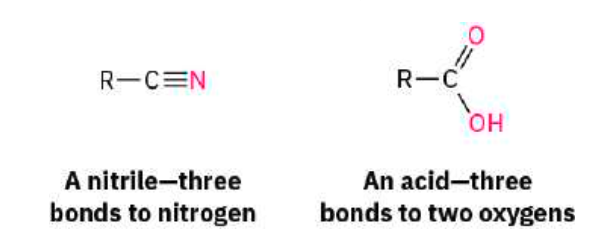 O
R—C≡N
R—C
OH
A nitrile—three
bonds to nitrogen
An acid—three
bonds to two oxygens